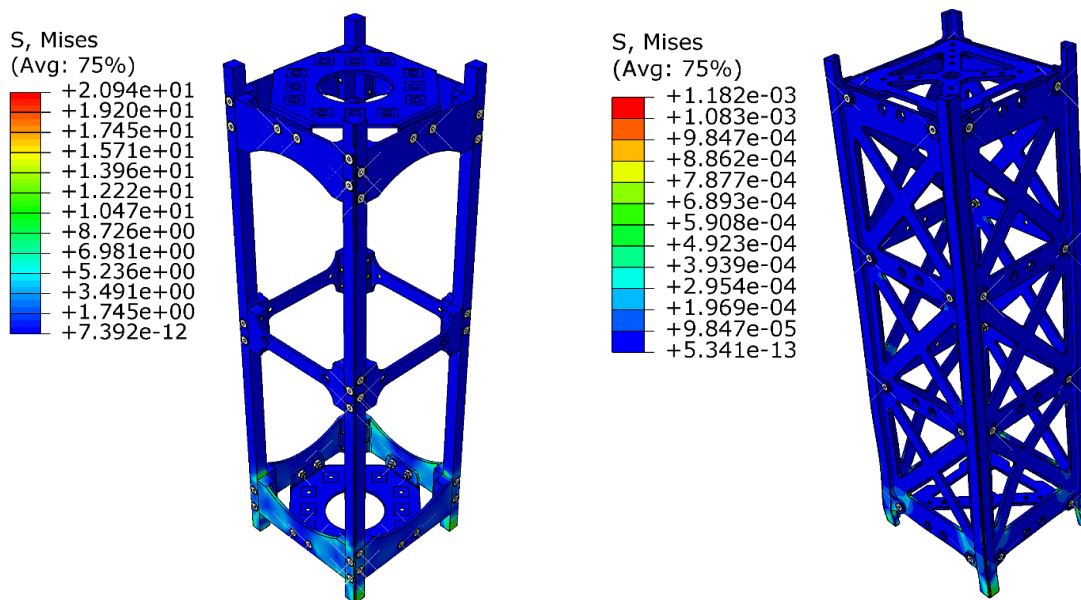 S, Mises
(Avg: 75%)
+2.094e+01
+1.920e+01
+1.745e+01
+1.571e+01
+1.396e+01
+1.222e+01
+1.047e+01
+8.726e+00
+6.981e+00
+5.236e+00
+3.491e+00
+1.745e+00
+7.392e-12
S, Mises
(Avg: 75%)
+1.182e-03
+1.083e-03
+9.847e-04
+8.862e-04
+7.877e-04
+6.893e-04
+5.908e-04
+4.923e-04
+3.939e-04
+2.954e-04
+1.969e-04
+9.847e-05
+5.341e-13